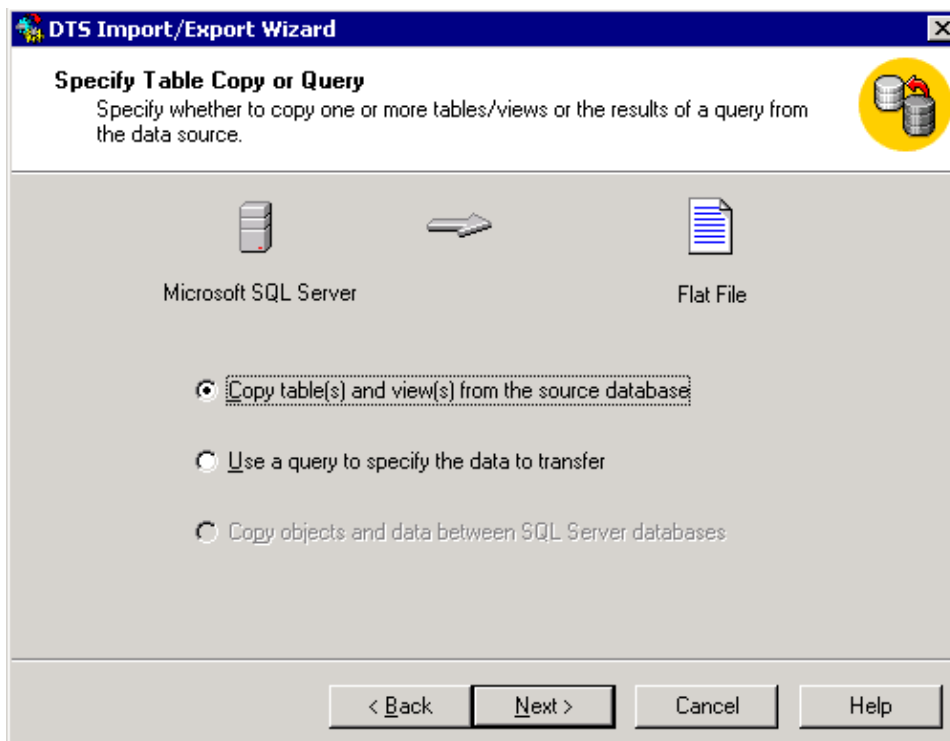 DTS Import/Export Wizard
Specify Table Copy or Query
Specify whether to copy one or more tables/views or the results of a query from
the data source.
Microsoft SQL Server
Flat File
Copy table(s) and view(s) from the source database
Use a query to specify the data to transfer
Copy objects and data between SQL Server databases
< Back Next > Cancel Help